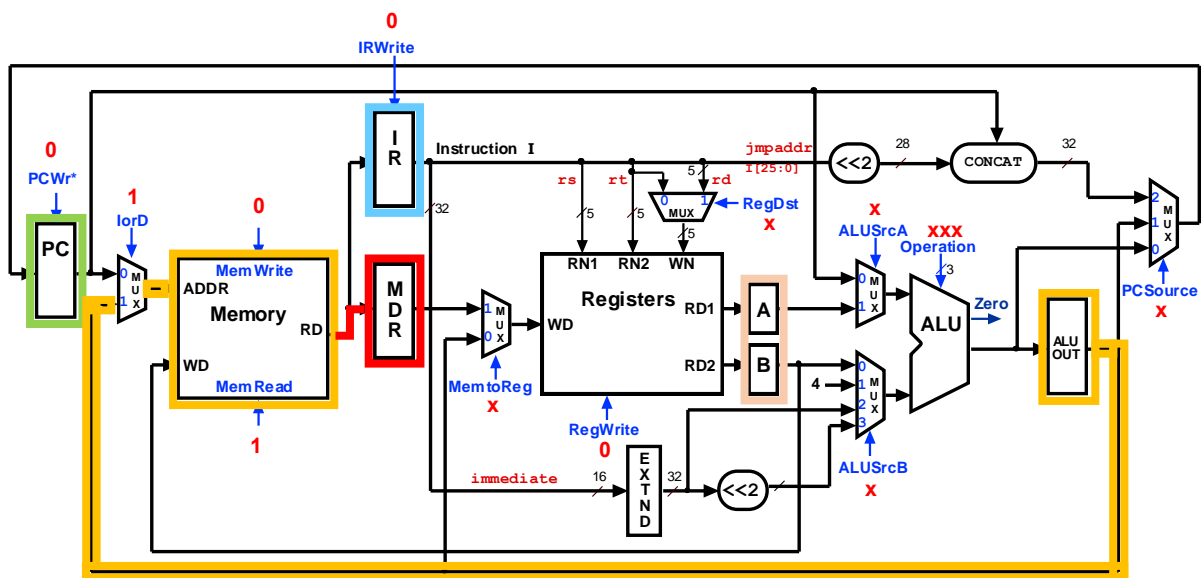 0
IRWrite
I
R
Instruction I
32
5
jmpaddr
I[25:0]
<<2
28
CONCAT
32
rs
rt
rd
0
1
MUX
RegDst
X
5
5
5
0
PCWr*
PC
1
IorD
0
1
M
U
X
0
MemWrite
ADDR
Memory
RD
WD
MemRead
1
M
D
R
1
0
M
U
X
MemtoReg
X
RN1
RN2
WN
Registers
WD
RD1
RD2
RegWrite
0
A
B
4
X
ALUSrcA
0
1
M
U
X
XXX
Operation
3
ALU
Zero
0
1
2
3
M
U
X
ALUSrcB
X
ALU
OUT
2
1
0
M
U
X
PCSource
X
immediate
16
E
X
T
N
D
32
<<2